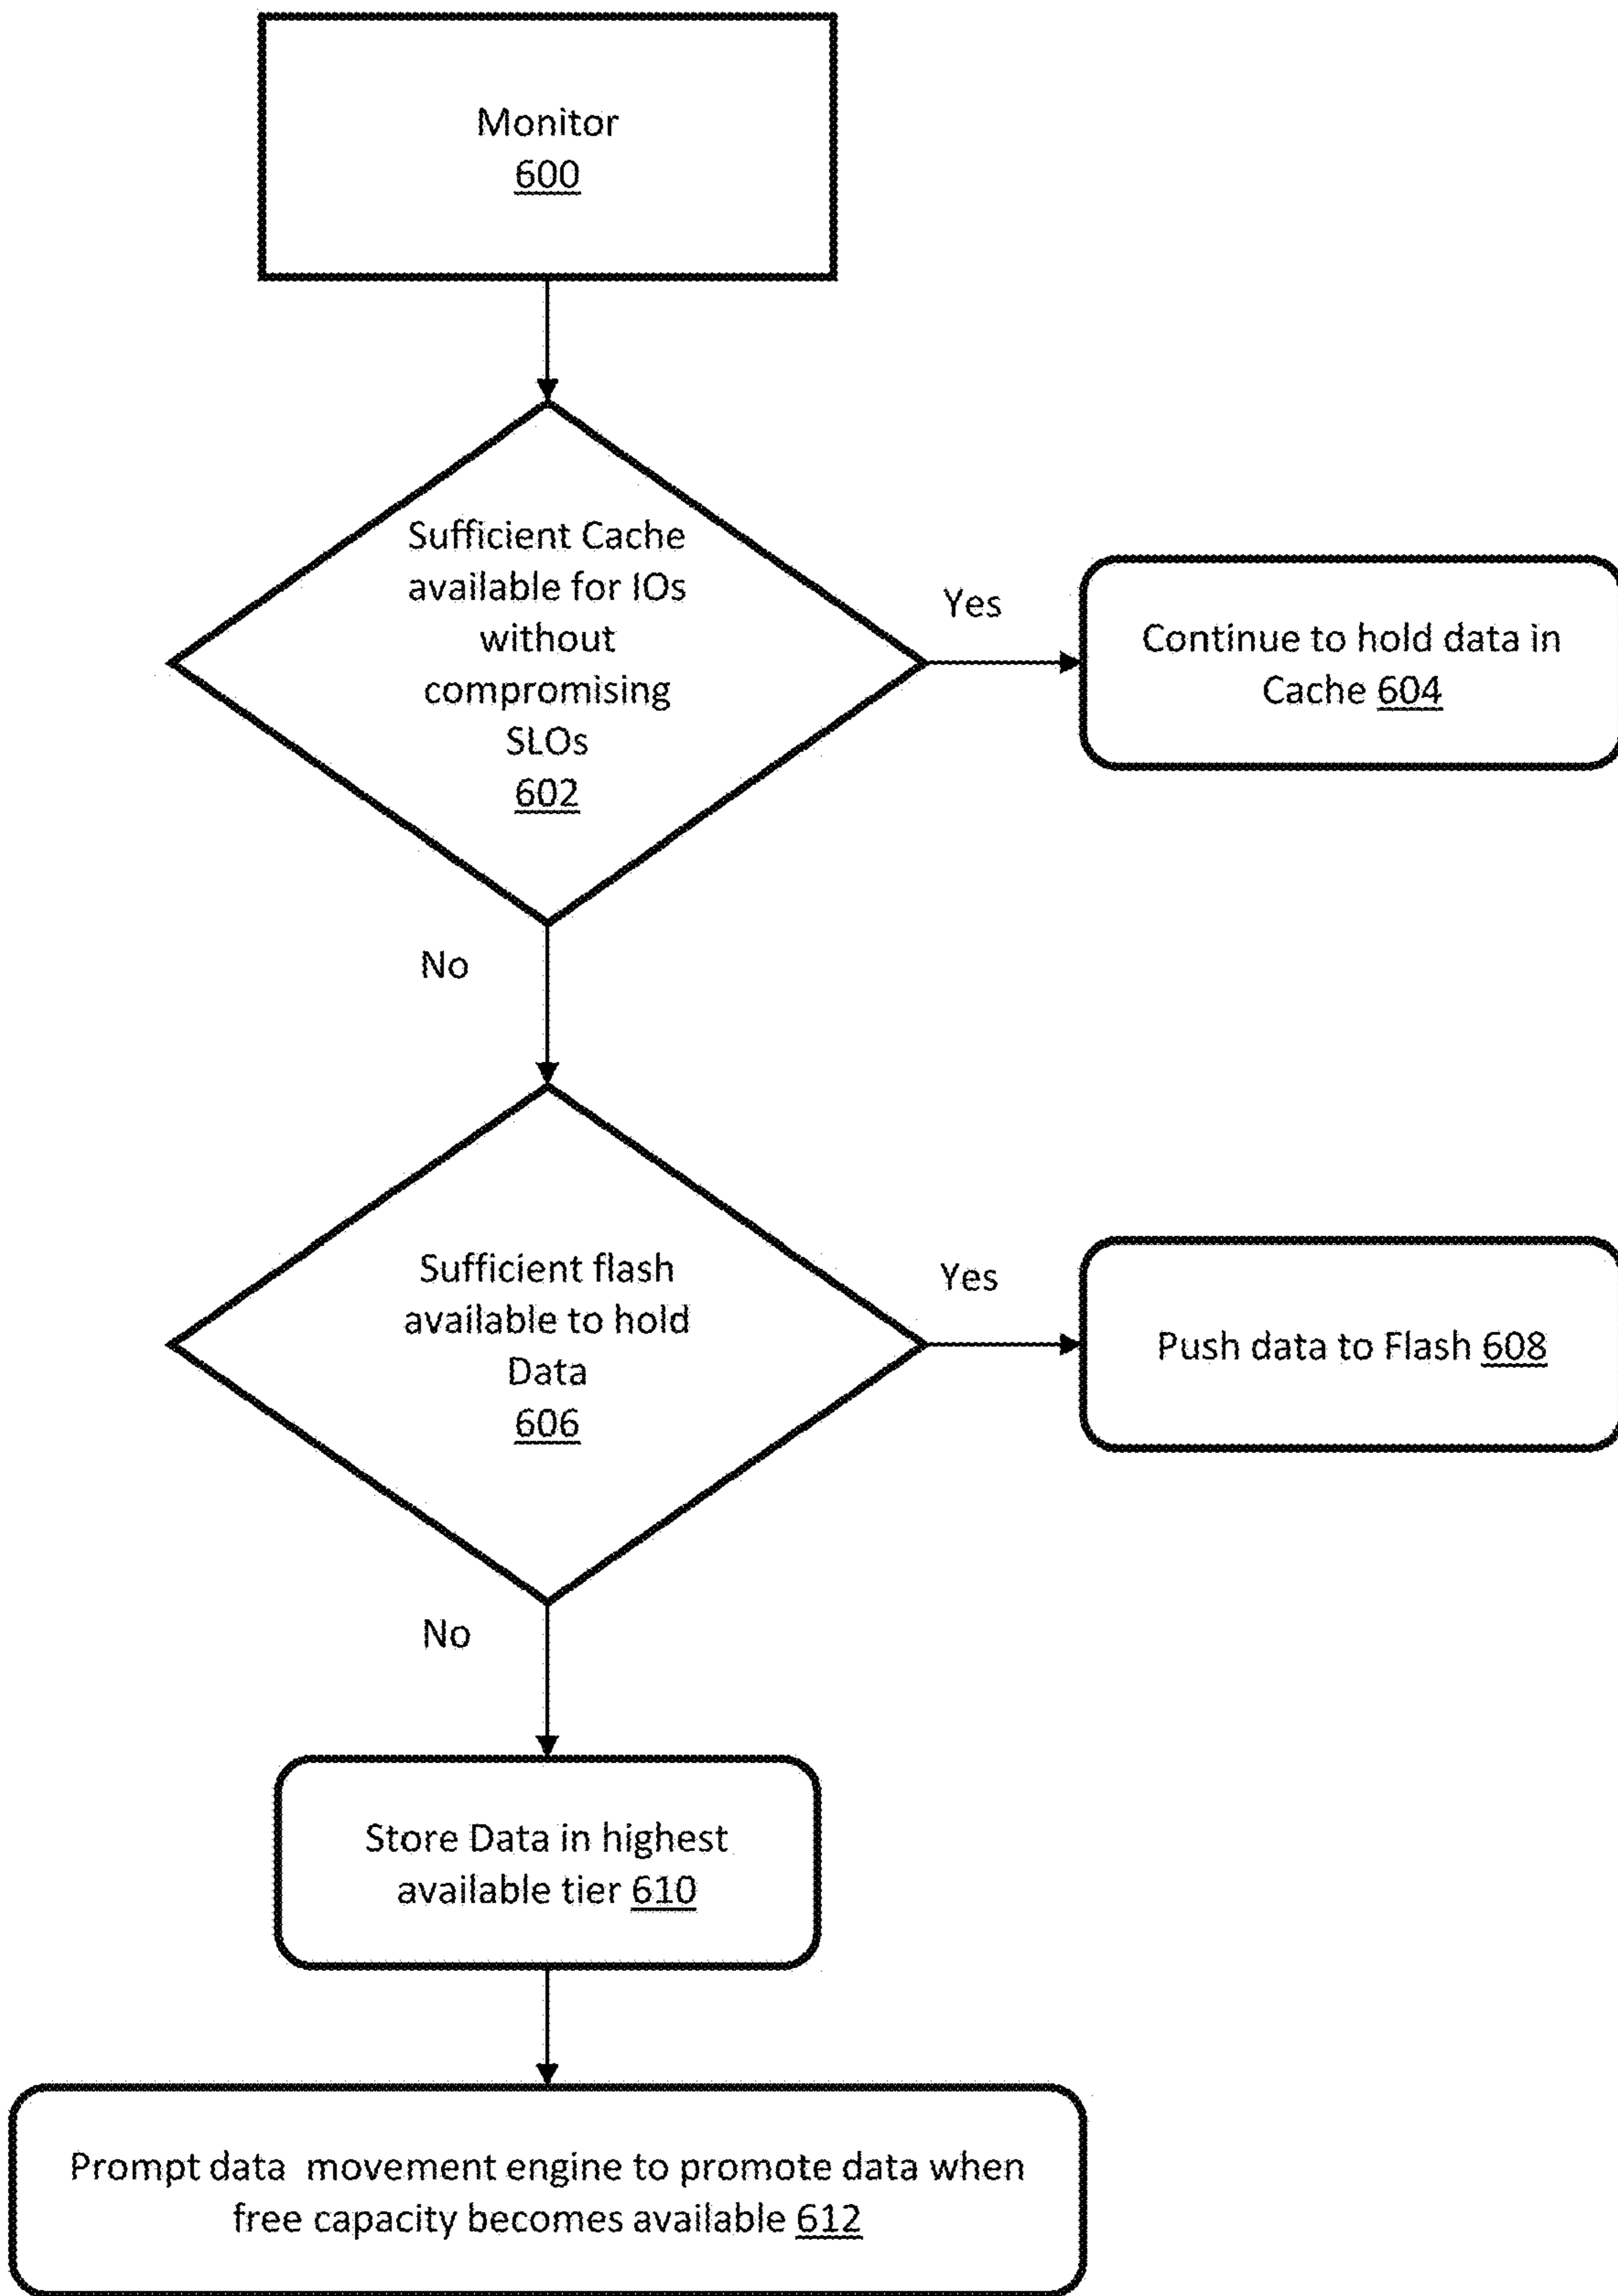 Monitor
600
Sufficient Cache
available for IOs
without
compromising
SLOs
602
Yes
Continue to hold data in
Cache 604
No
Sufficient flash
available to hold
Data
606
Yes
Push data to Flash 608
No
Store Data in highest
available tier 610
Prompt data movement engine to promote data when
free capacity becomes available 612